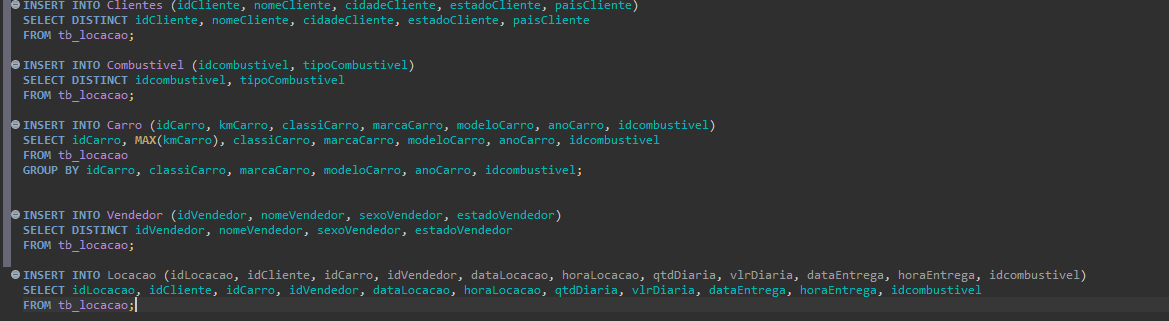 INSERT INTO Clientes (idCliente, nomeCliente, cidadeCliente, estadoCliente, paisCliente)
SELECT DISTINCT idCliente, nomeCliente, cidadeCliente, estadoCliente, paisCliente
FROM tb_locacao;
INSERT INTO Combustivel (idcombustivel, tipoCombustivel)
SELECT DISTINCT idcombustivel, tipoCombustivel
FROM tb_locacao;
INSERT INTO Carro (idCarro, kmCarro, classiCarro, marcaCarro, modeloCarro, anoCarro, idcombustivel)
SELECT idCarro, MAX(kmCarro), classiCarro, marcaCarro, modeloCarro, anoCarro, idcombustivel
FROM tb_locacao
GROUP BY idCarro, classiCarro, marcaCarro, modeloCarro, anoCarro, idcombustivel;
INSERT INTO Vendedor (idVendedor, nomeVendedor, sexoVendedor, estadoVendedor)
SELECT DISTINCT idVendedor, nomeVendedor, sexoVendedor, estadoVendedor
FROM tb_locacao;
INSERT INTO Locacao (idLocacao, idCliente, idCarro, idVendedor, dataLocacao, horaLocacao, qtdDiaria, vlrDiaria, dataEntrega, horaEntrega, idcombustivel)
SELECT idLocacao, idCliente, idCarro, idVendedor, dataLocacao, horaLocacao, qtdDiaria, vlrDiaria, dataEntrega, horaEntrega, idcombustivel
FROM tb_locacao;